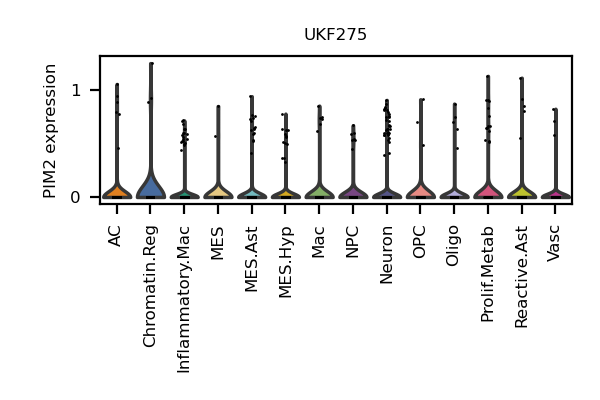 UKF275
PIM2 expression
1
0
AC
Chromatin.Reg
Inflammatory.Mac
MES
MES.Ast
MES.Hyp
Mac
NPC
Neuron
OPC
Oligo
Prolif.Metab
Reactive.Ast
Vasc